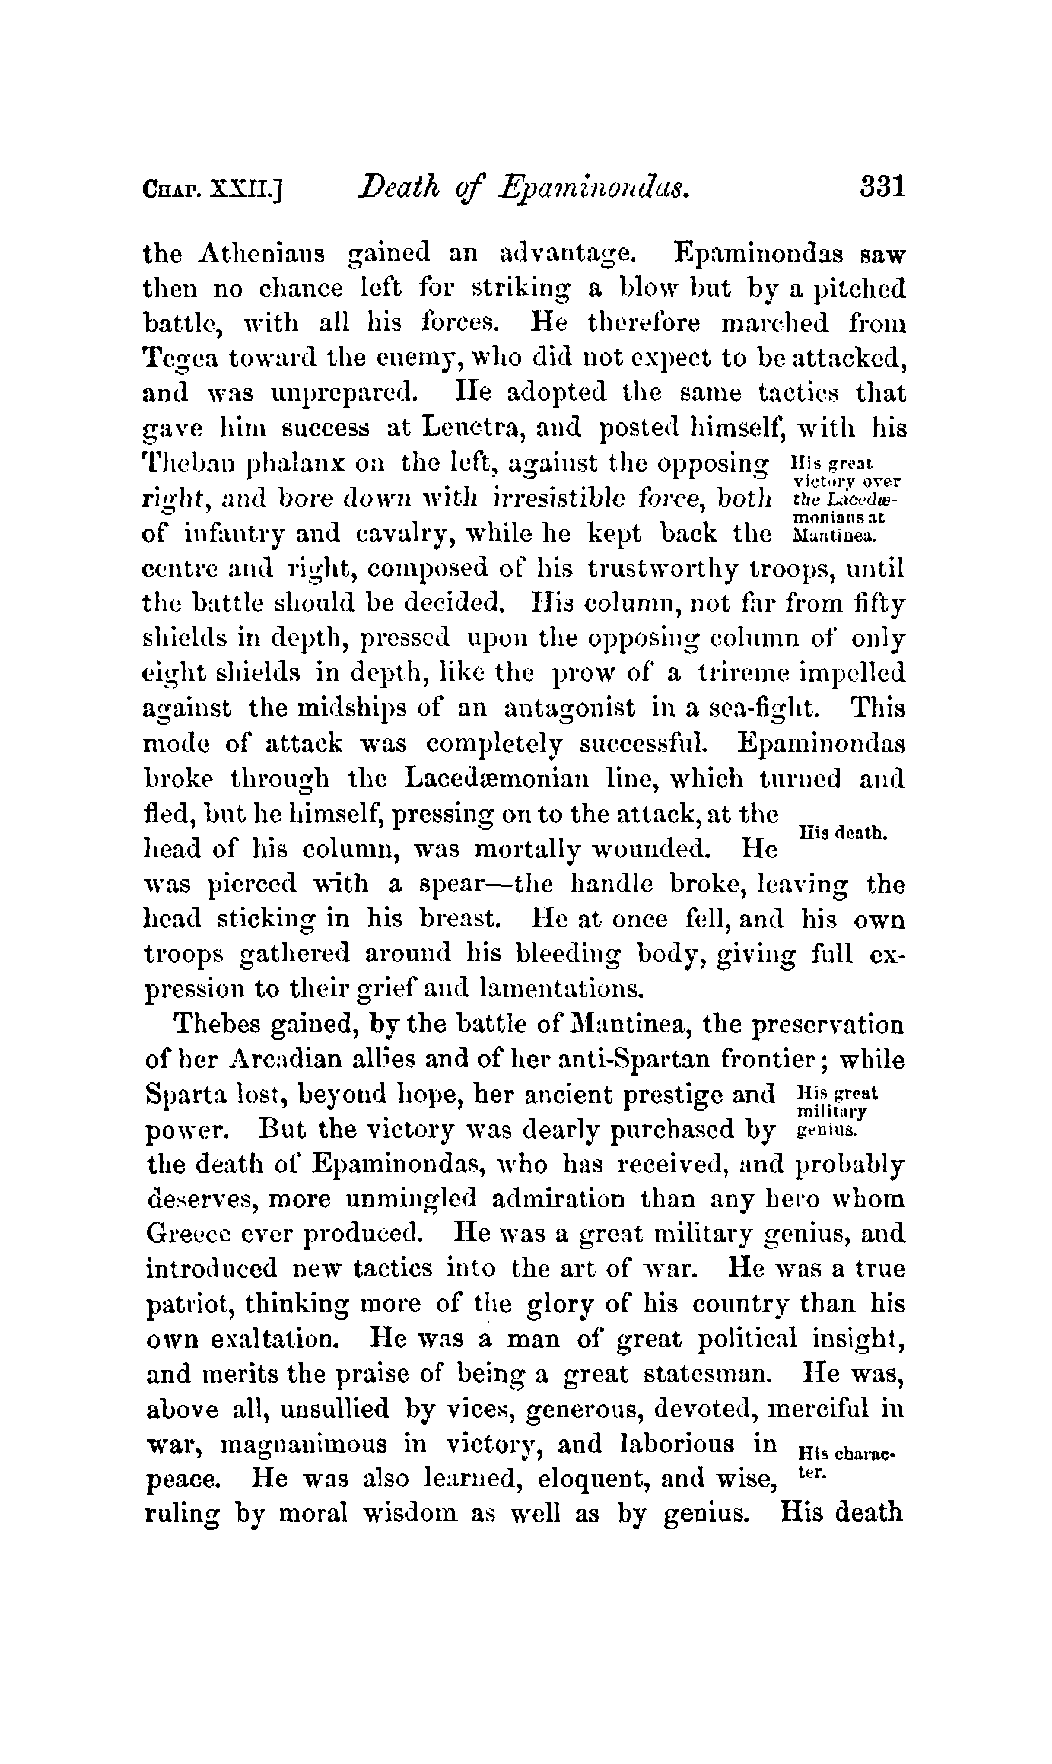 CHAP. XXII.] Death of Epaminondas. 331
the Athenians gained an advantage. Epaminondas saw
then no chance left for striking a blow but by a pitched
battle, with all his forces. He therefore marched from
Tegea toward the enemy, who did not expect to be attacked,
and was unprepared. He adopted the same tactics that
gave him success at Leuctra, and posted himself, with his
Theban phalanx on the left, against the opposing
right, and bore down with irresistible force, both
of infantry and cavalry, while he kept back the
His great
victory over
the Lacedæ-
monians at
Mantinea.
centre and right, composed of his trustworthy troops, until
the battle should be decided. His column, not far from fifty
shields in depth, pressed upon the opposing column of only
eight shields in depth, like the prow of a trireme impelled
against the midships of an antagonist in a sea-fight. This
mode of attack was completely successful. Epaminondas
broke through the Lacedæmonian line, which turned and
fled, but he himself, pressing on to the attack, at the
head of his column, was mortally wounded. He
His death.
was pierced with a spear—the handle broke, leaving the
head sticking in his breast. He at once fell, and his own
troops gathered around his bleeding body, giving full ex-
pression to their grief and lamentations.
Thebes gained, by the battle of Mantinea, the preservation
of her Arcadian allies and of her anti-Spartan frontier; while
Sparta lost, beyond hope, her ancient prestige and
power. But the victory was dearly purchased by
His great
military
genius.
the death of Epaminondas, who has received, and probably
deserves, more unmingled admiration than any hero whom
Greece ever produced. He was a great military genius, and
introduced new tactics into the art of war. He was a true
patriot, thinking more of the glory of his country than his
own exaltation. He was a man of great political insight,
and merits the praise of being a great statesman. He was,
above all, unsullied by vices, generous, devoted, merciful in
war, magnanimous in victory, and laborious in
peace. He was also learned, eloquent, and wise,
His charac-
ter.
ruling by moral wisdom as well as by genius. His death